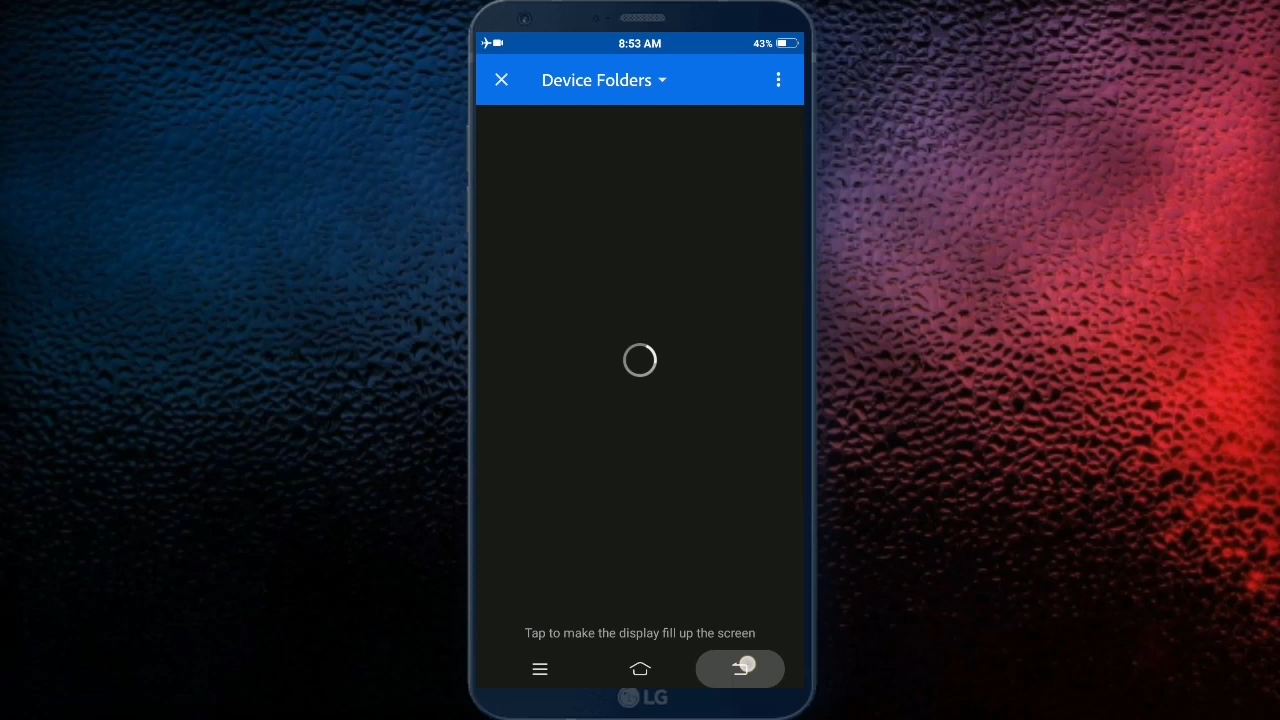 8:53 AM
43%
Device Folders
Tap to make the display fill up the screen
LG